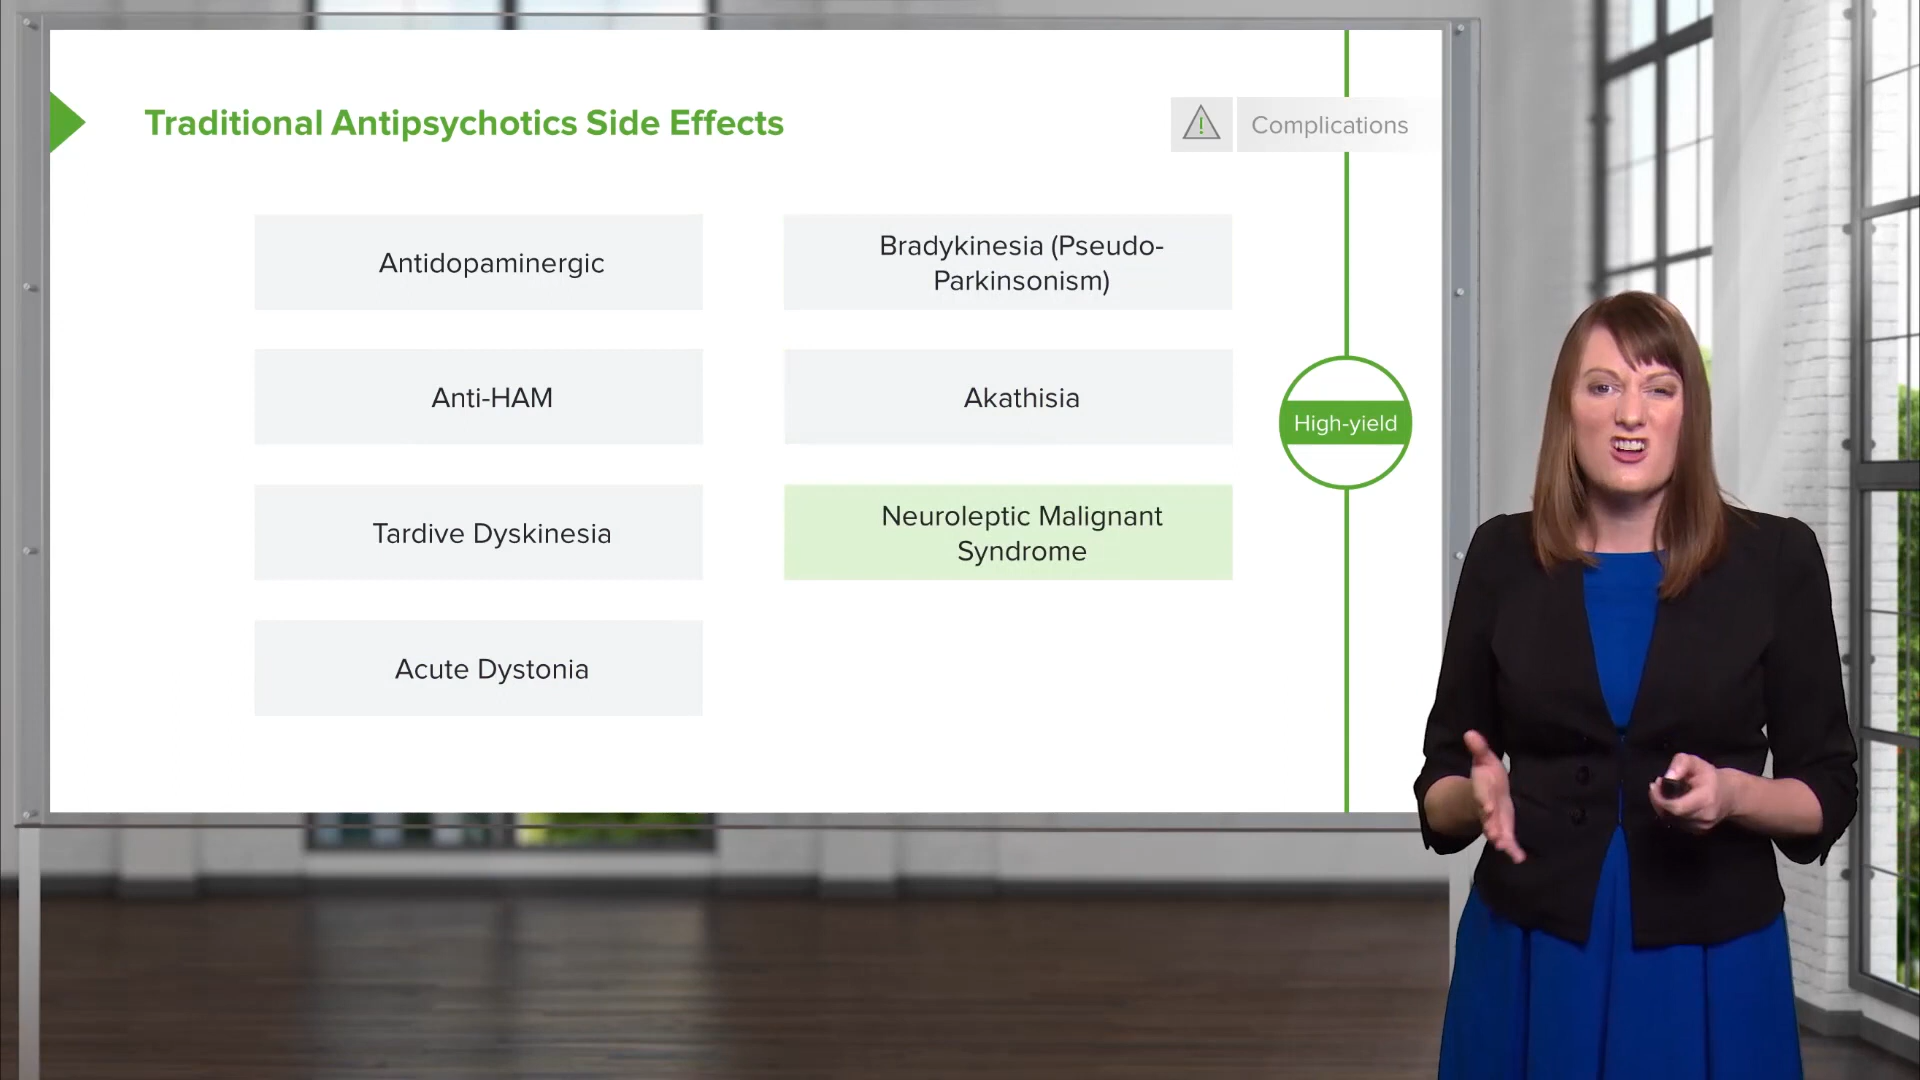 Traditional Antipsychotics Side Effects
! Complications
Antidopaminergic
Bradykinesia (Pseudo-
Parkinsonism)
Anti-HAM
Akathisia
High-yield
Tardive Dyskinesia
Neuroleptic Malignant
Syndrome
Acute Dystonia